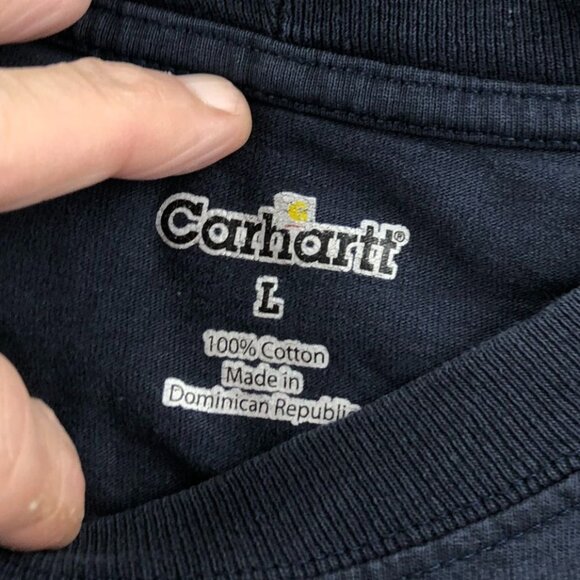 Carhartt®
L
100% Cotton
Made in
Dominican Republic